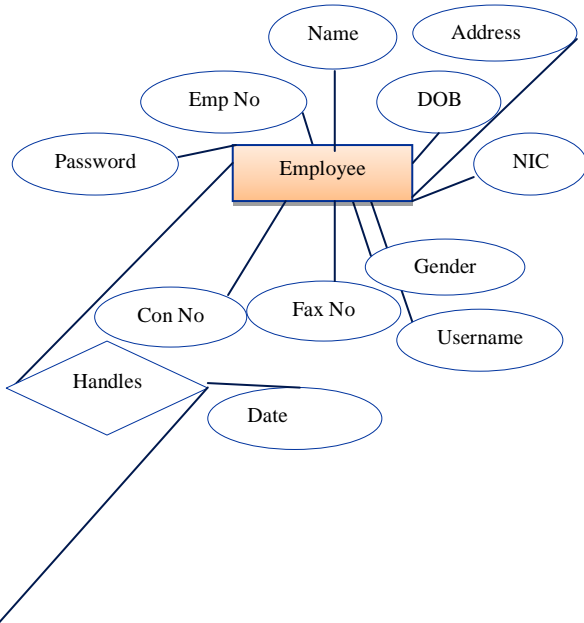 Name
Address
Emp No
DOB
Password
Employee
NIC
Gender
Con No
Fax No
Username
Handles
Date